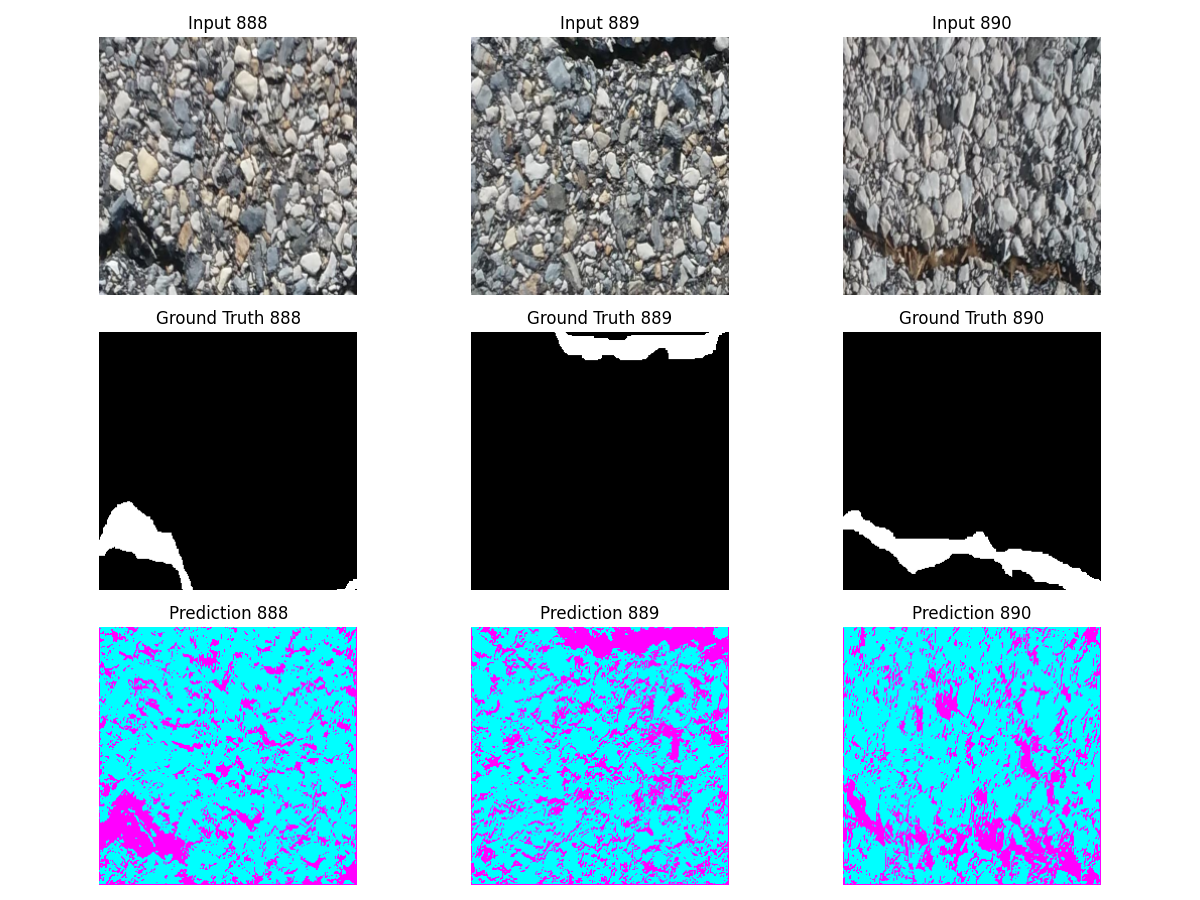 Input 888
Input 889
Input 890
Ground Truth 888
Ground Truth 889
Ground Truth 890
Prediction 888
Prediction 889
Prediction 890